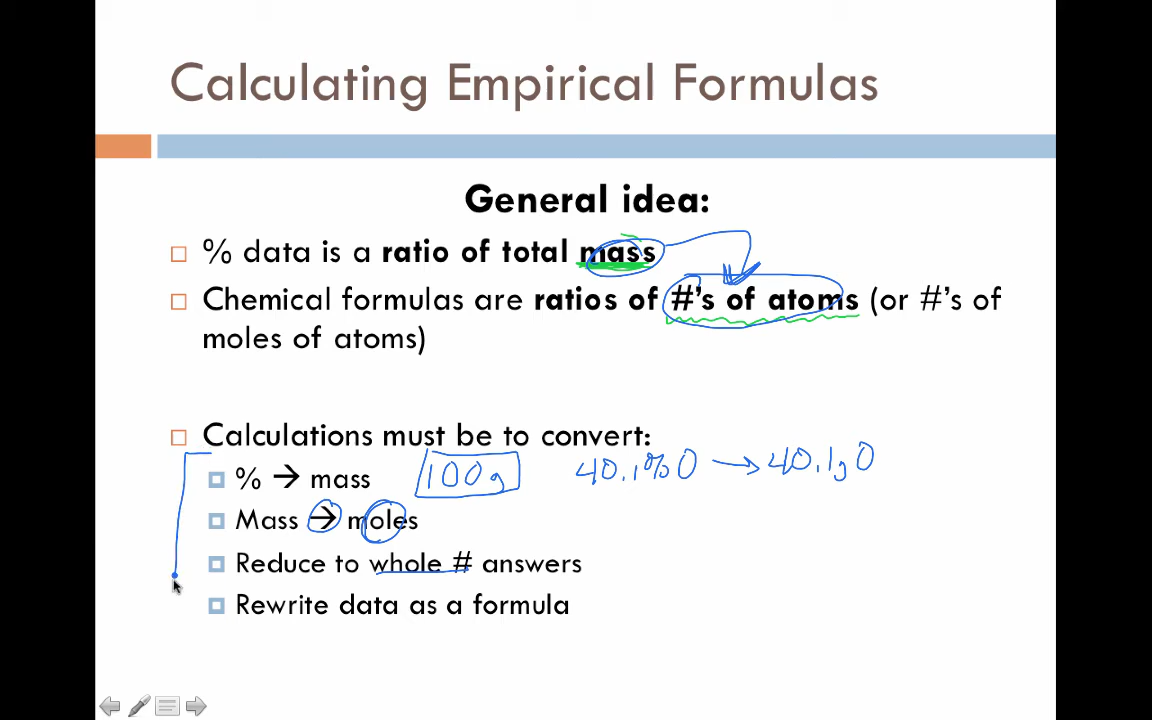 Calculating Empirical Formulas
General idea:
% data is a ratio of total mass
Chemical formulas are ratios of #'s of atoms (or #'s of
moles of atoms)
Calculations must be to convert:
% → mass 100g 40.1% O → 40.1g O
Mass → moles
Reduce to whole # answers
Rewrite data as a formula